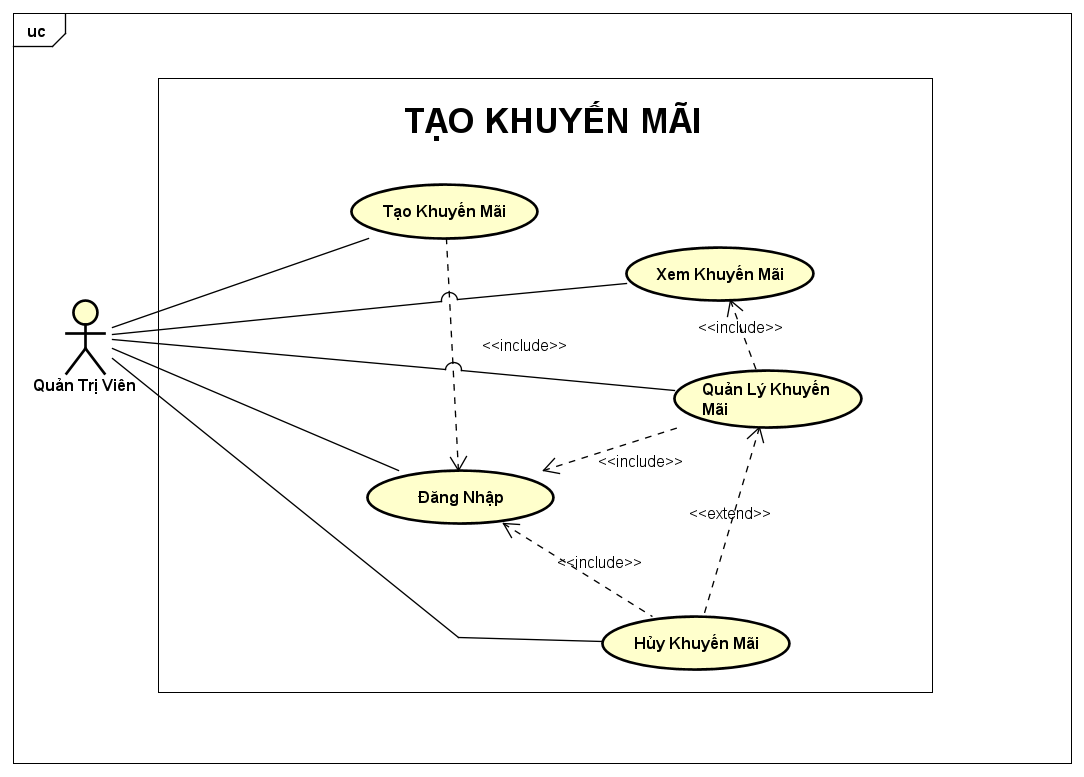 uc
TẠO KHUYẾN MÃI
Tạo Khuyến Mãi
Xem Khuyến Mãi
<<include>>
<<include>>
Quản Trị Viên
Quản Lý Khuyến
Mãi
<<include>>
Đăng Nhập
<<extend>>
<<include>>
Hủy Khuyến Mãi